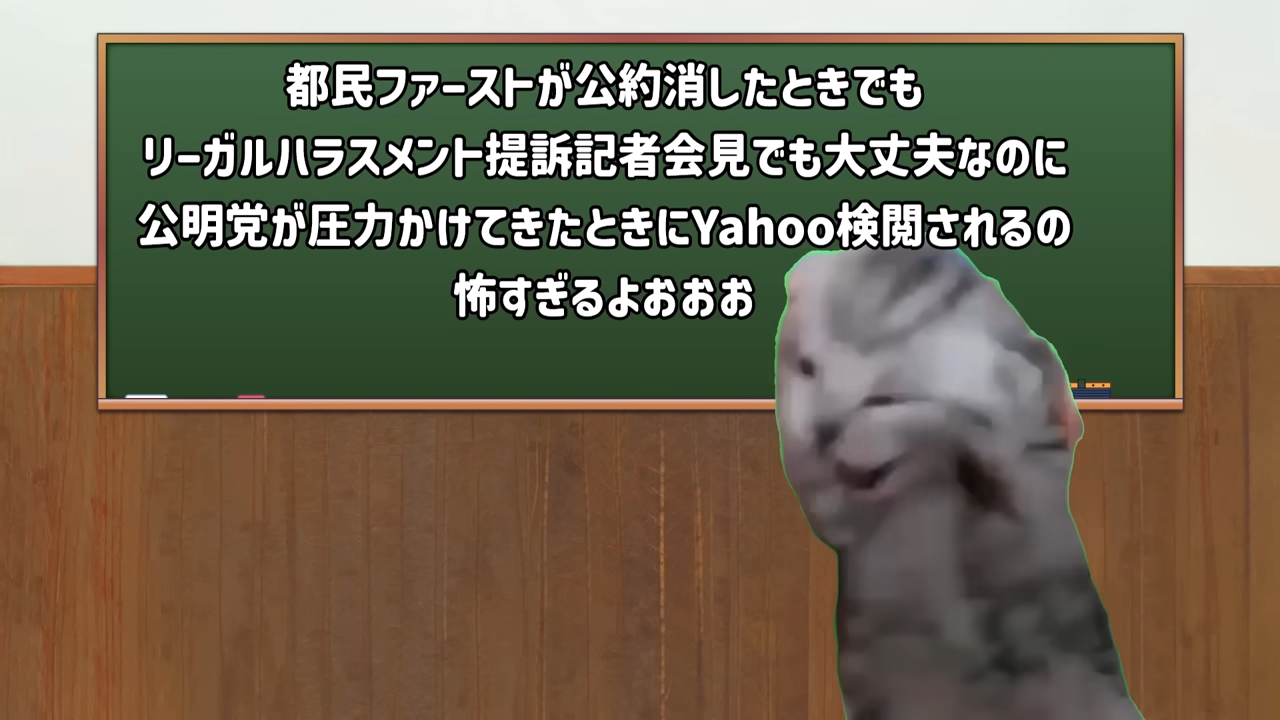 都民ファーストが公約消したときでも
リーガルハラスメント提訴記者会見でも大丈夫なのに
公明党が圧力かけてきたときにYahoo検閲されるの
怖すぎるよおおお